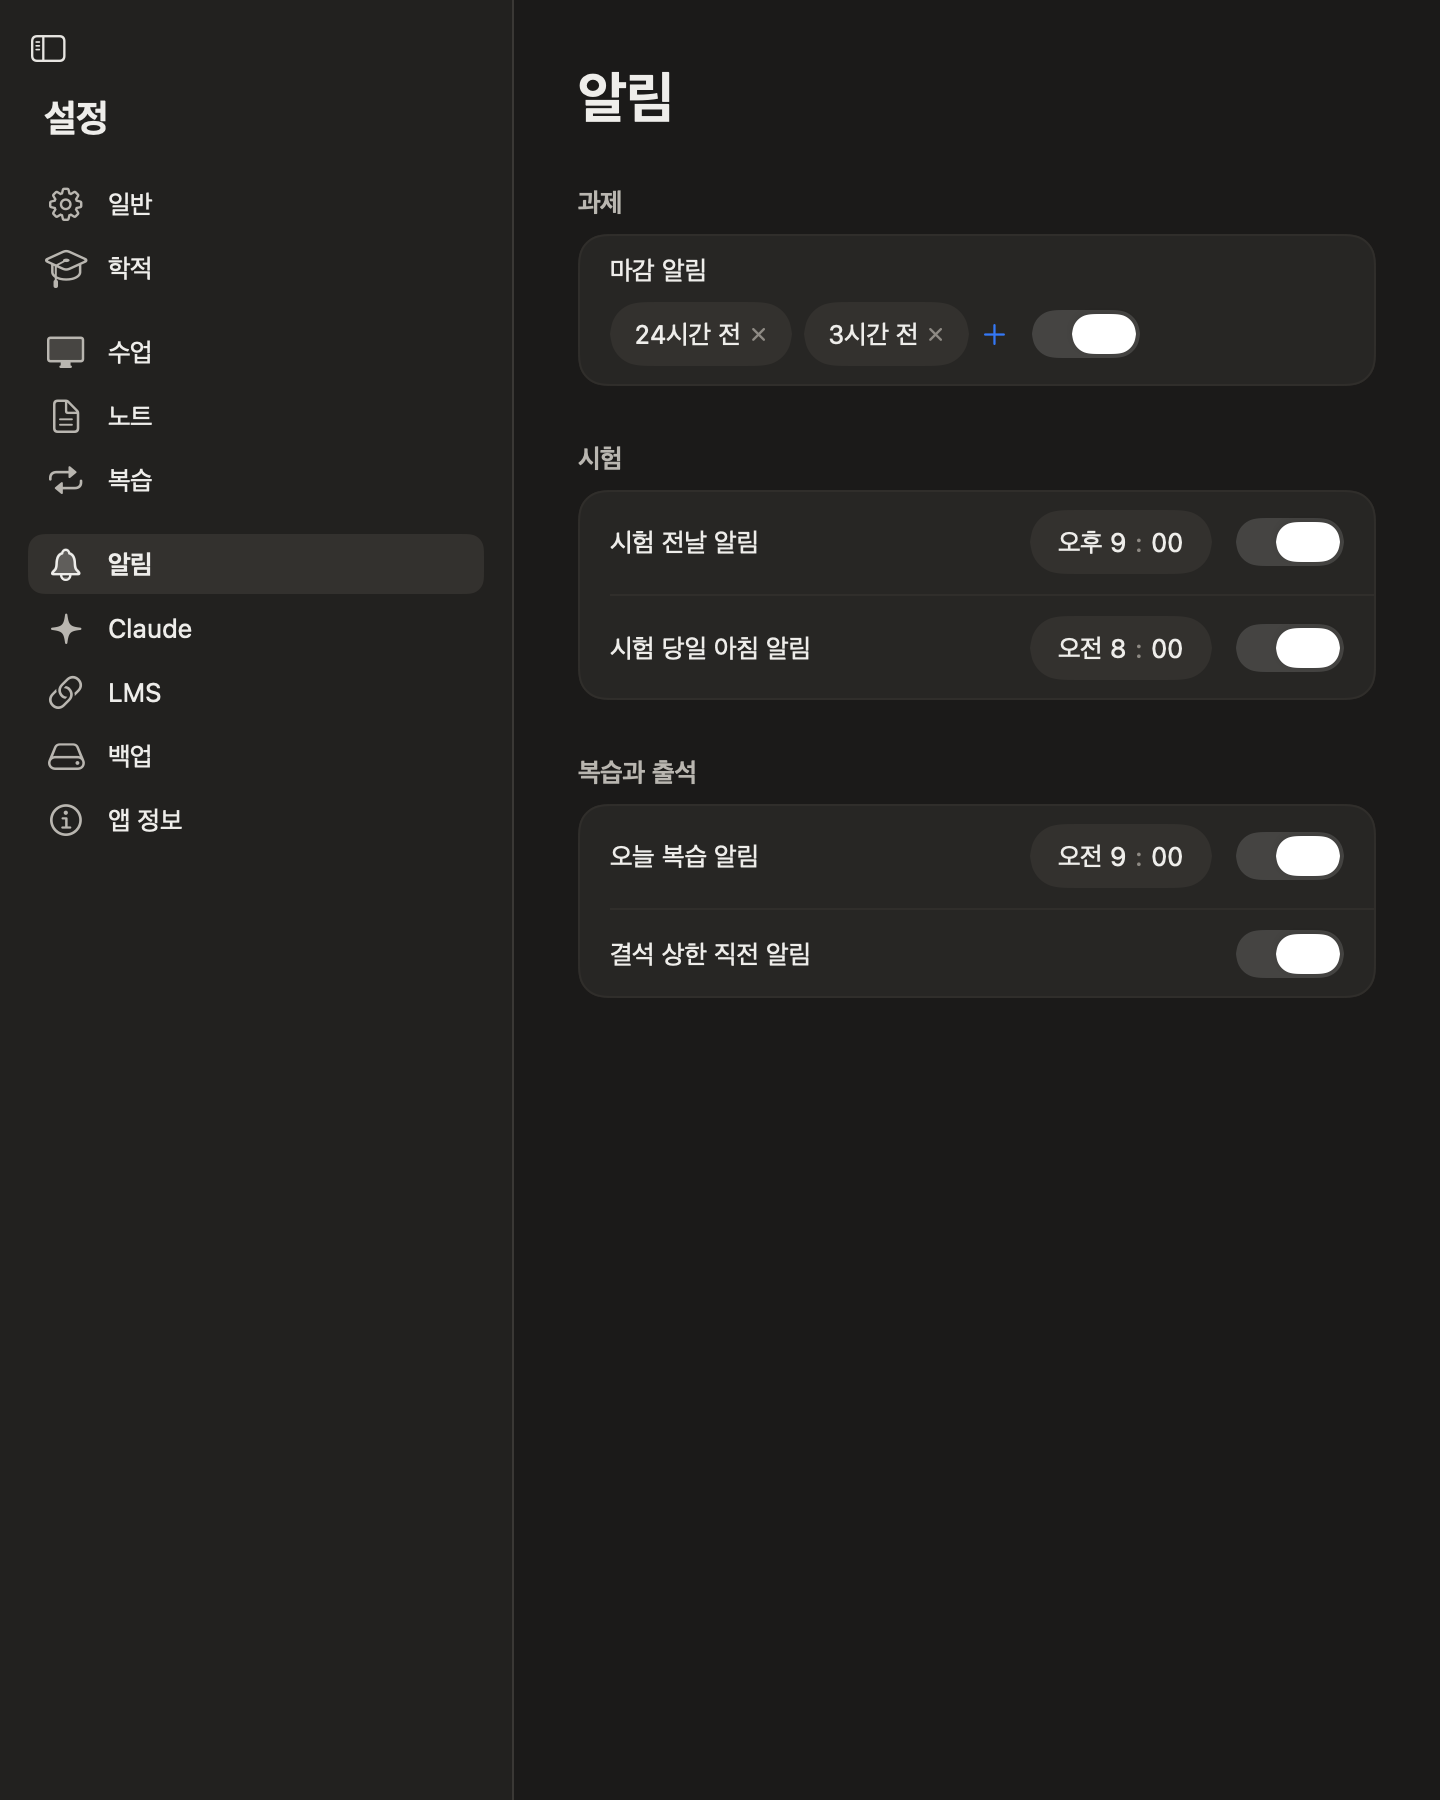 설정
일반
학적
수업
노트
복습
알림
Claude
LMS
백업
앱 정보
알림
과제
마감 알림
24시간 전 × 3시간 전 × +
시험
시험 전날 알림 오후 9 : 00
시험 당일 아침 알림 오전 8 : 00
복습과 출석
오늘 복습 알림 오전 9 : 00
결석 상한 직전 알림